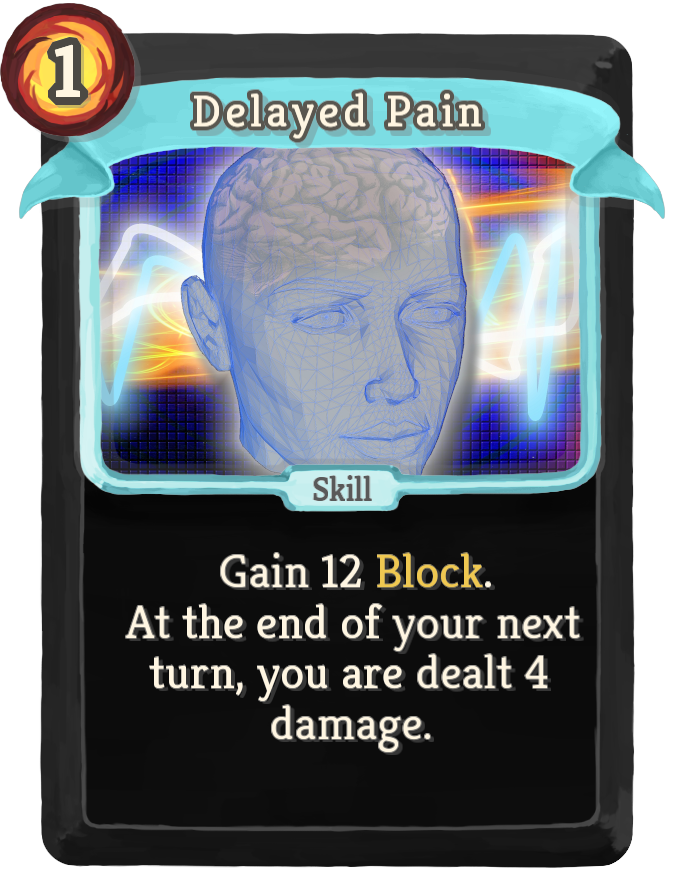 1
Delayed Pain
Skill
Gain 12 Block.
At the end of your next
turn, you are dealt 4
damage.